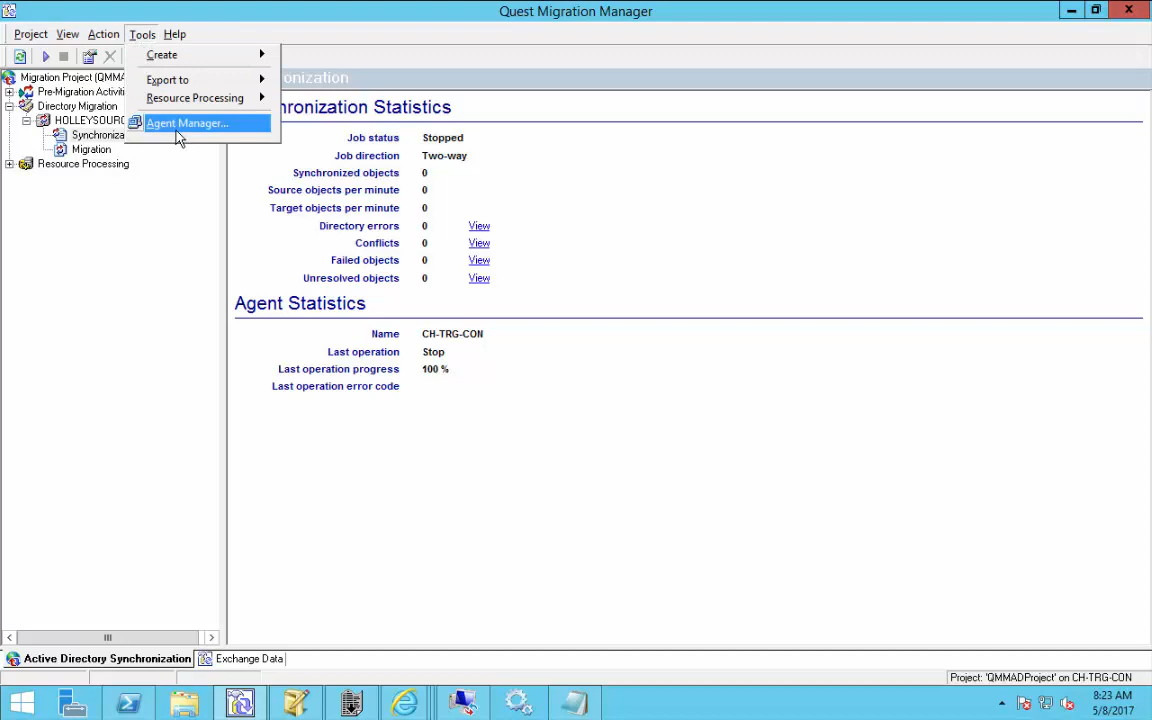 Quest Migration Manager
Project View Action Tools Help
Create
Export to
Resource Processing
Agent Manager...
Migration Project (QMMA
Pre-Migration Activiti
Directory Migration
HOLLEYSOURC
Synchroniza
Migration
Resource Processing
onization
hronization Statistics
Job status Stopped
Job direction Two-way
Synchronized objects 0
Source objects per minute 0
Target objects per minute 0
Directory errors 0 View
Conflicts 0 View
Failed objects 0 View
Unresolved objects 0 View
Agent Statistics
Name CH-TRG-CON
Last operation Stop
Last operation progress 100 %
Last operation error code
Active Directory Synchronization Exchange Data
Project: 'QMMADProject' on CH-TRG-CON
8:23 AM
5/8/2017